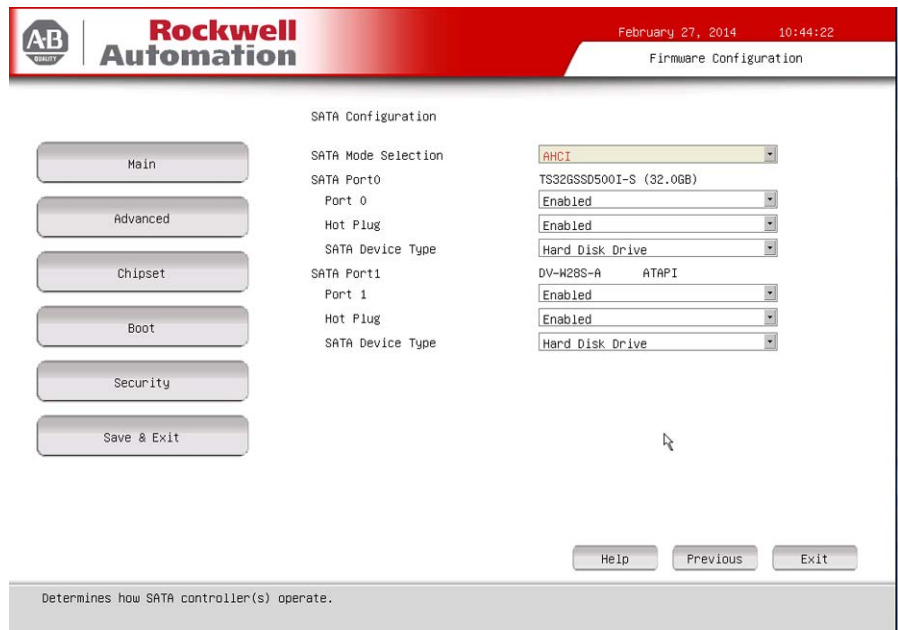 A·B
QUALITY
Rockwell
Automation
February 27, 2014 10:44:22
Firmware Configuration
SATA Configuration
Main
Advanced
Chipset
Boot
Security
Save & Exit
SATA Mode Selection AHCI
SATA Port0 TS32GSSD500I-S (32.0GB)
Port 0 Enabled
Hot Plug Enabled
SATA Device Type Hard Disk Drive
SATA Port1 DV-W28S-A ATAPI
Port 1 Enabled
Hot Plug Enabled
SATA Device Type Hard Disk Drive
Help Previous Exit
Determines how SATA controller(s) operate.